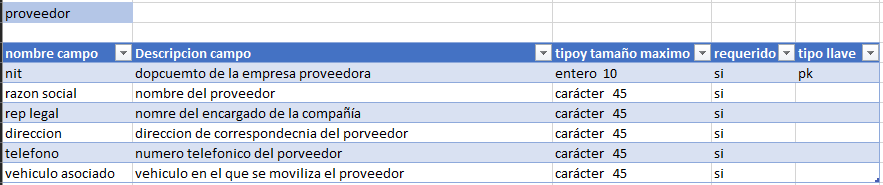 proveedor
nombre campo Descripcion campo tipoy tamaño maximo requerido tipo llave
nit dopcuemto de la empresa proveedora entero 10 si pk
razon social nombre del proveedor carácter 45 si
rep legal nomre del encargado de la compañía carácter 45 si
direccion direccion de correspondecnia del porveedor carácter 45 si
telefono numero telefonico del porveedor carácter 45 si
vehiculo asociado vehiculo en el que se moviliza el proveedor carácter 45 si